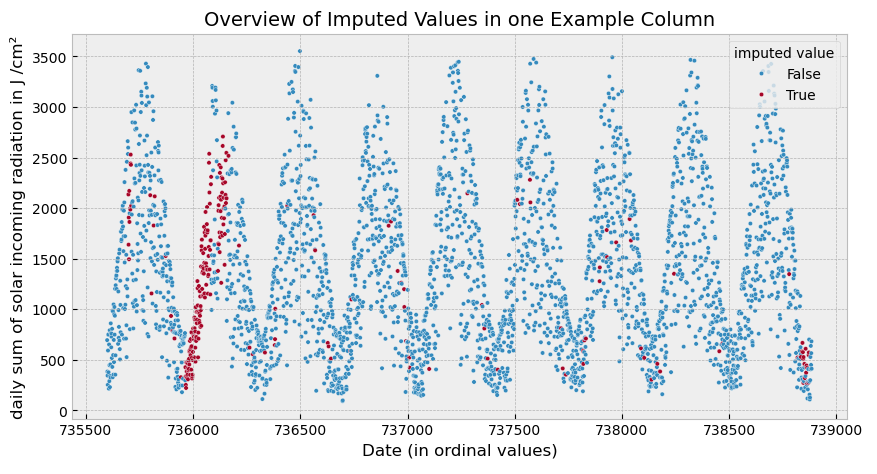 Overview of Imputed Values in one Example Column
daily sum of solar incoming radiation in J /cm²
3500
3000
2500
2000
1500
1000
500
0
imputed value
False
True
735500 736000 736500 737000 737500 738000 738500 739000
Date (in ordinal values)